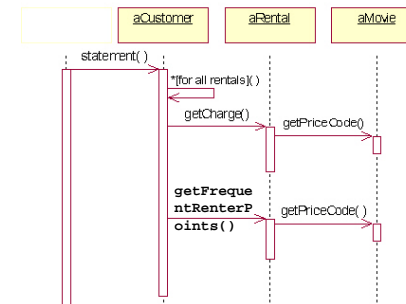 aCustomer
aRental
aMovie
statement( )
*[for all rentals]( )
getCharge()
getPriceCode()
getFreque
ntRenterP
oints()
getPriceCode( )